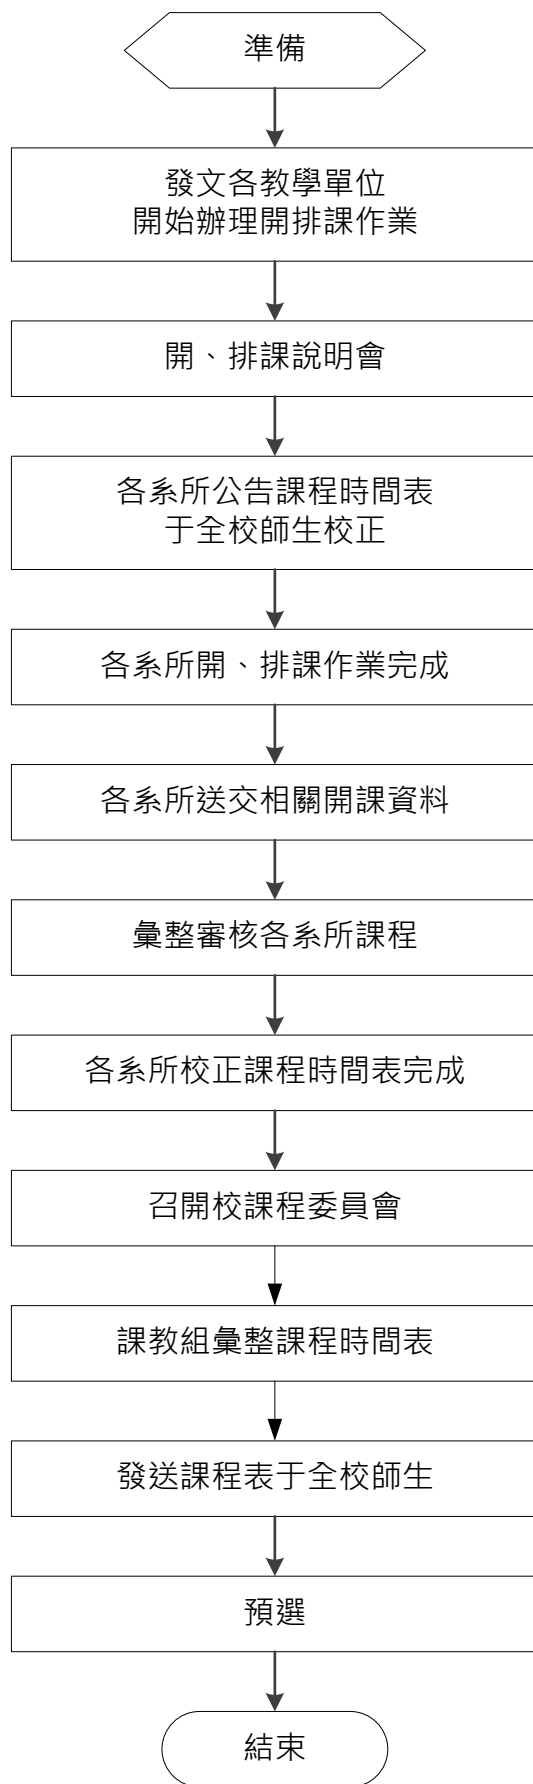 準備
發文各教學單位
開始辦理開排課作業
開、排課說明會
各系所公告課程時間表
于全校師生校正
各系所開、排課作業完成
各系所送交相關開課資料
彙整審核各系所課程
各系所校正課程時間表完成
召開校課程委員會
課教組彙整課程時間表
發送課程表于全校師生
預選
結束